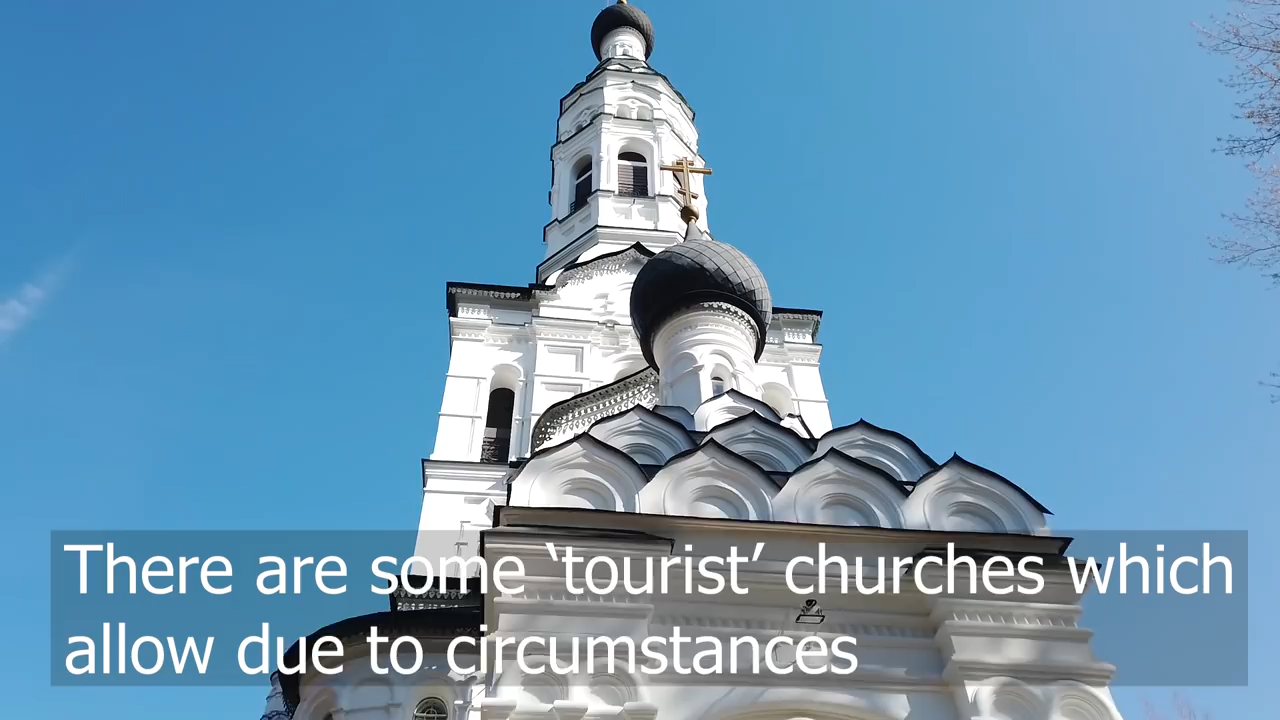 There are some ‘tourist’ churches which
allow due to circumstances